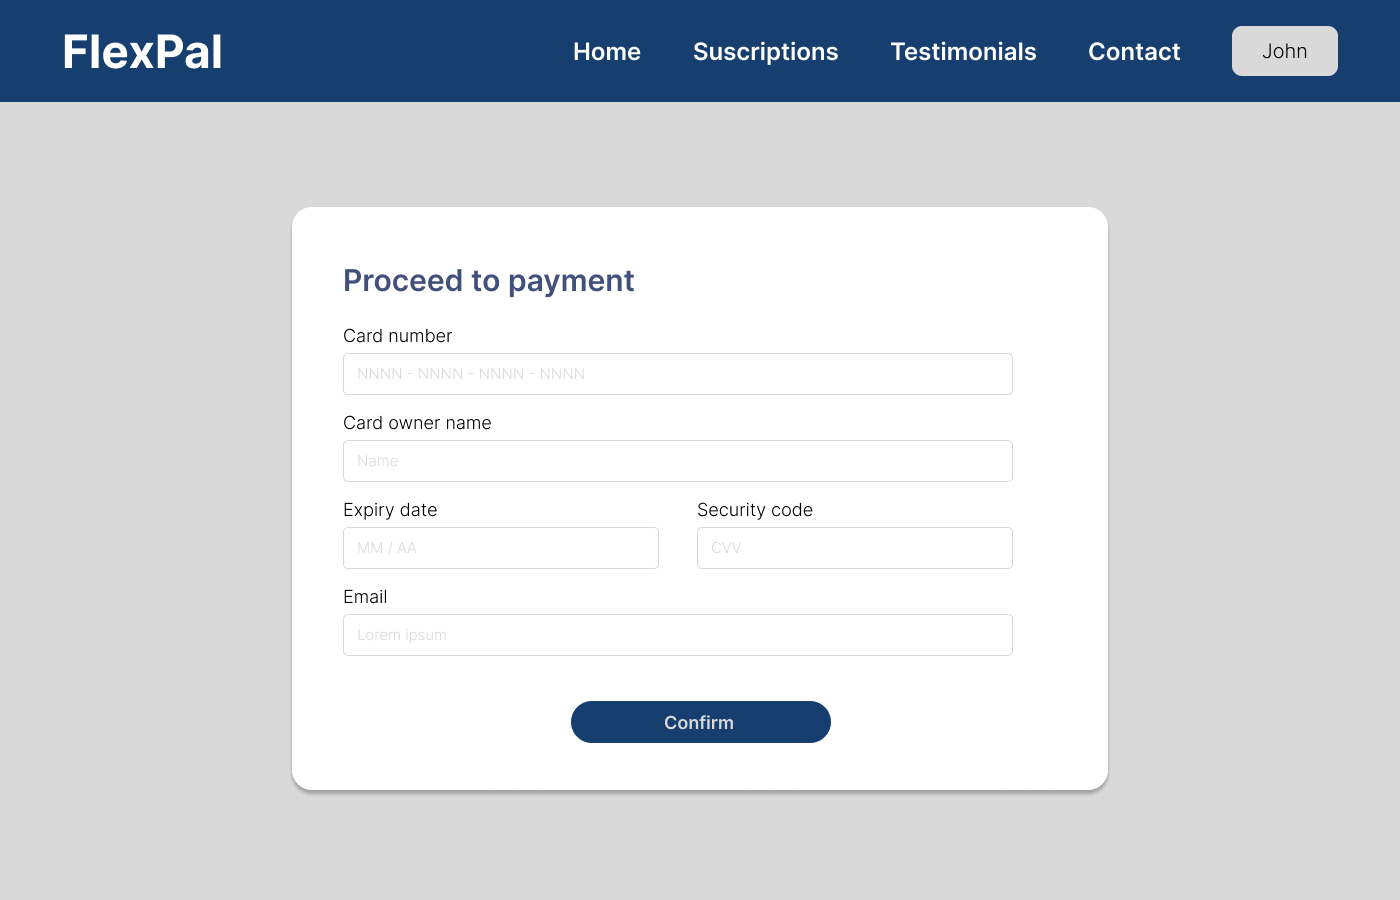 FlexPal
Home Suscriptions Testimonials Contact John
Proceed to payment
Card number
NNNN - NNNN - NNNN - NNNN
Card owner name
Name
Expiry date Security code
MM / AA CVV
Email
Lorem ipsum
Confirm